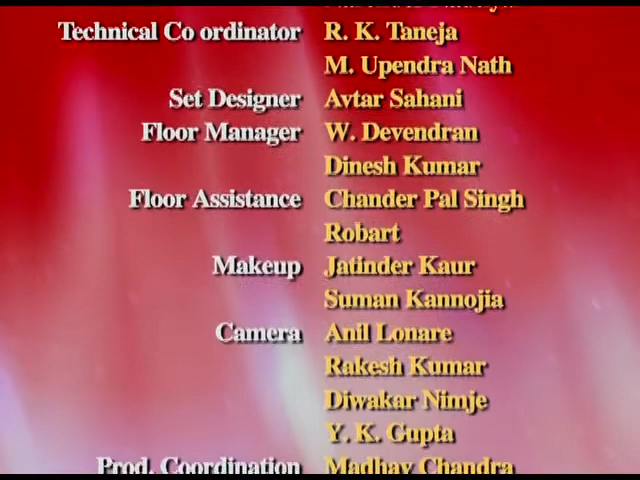 Technical Co ordinator R. K. Taneja
M. Upendra Nath
Set Designer Avtar Sahani
Floor Manager W. Devendran
Dinesh Kumar
Floor Assistance Chander Pal Singh
Robart
Makeup Jatinder Kaur
Suman Kannojia
Camera Anil Lonare
Rakesh Kumar
Diwakar Nimje
Y. K. Gupta
Prod. Coordination Madhav Chandra